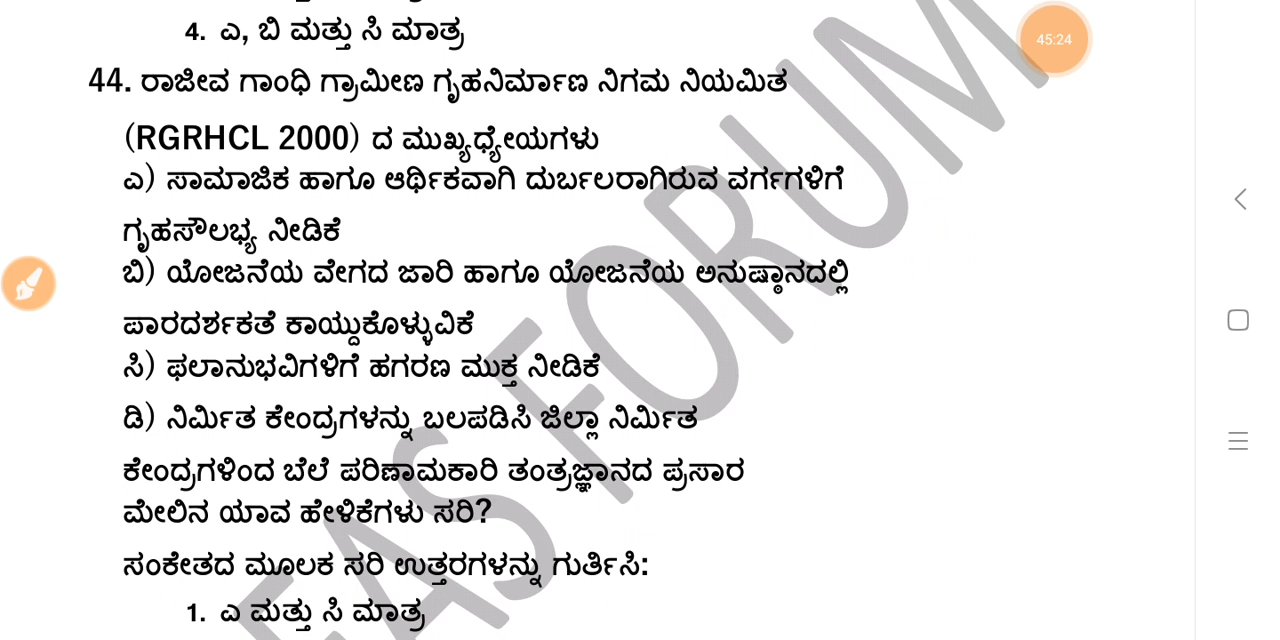 4. ಎ, ಬಿ ಮತ್ತು ಸಿ ಮಾತ್ರ
45:24
44. ರಾಜೀವ ಗಾಂಧಿ ಗ್ರಾಮೀಣ ಗೃಹನಿರ್ಮಾಣ ನಿಗಮ ನಿಯಮಿತ
(RGRHCL 2000) ದ ಮುಖ್ಯಧ್ಯೇಯಗಳು
ಎ) ಸಾಮಾಜಿಕ ಹಾಗೂ ಆರ್ಥಿಕವಾಗಿ ದುರ್ಬಲರಾಗಿರುವ ವರ್ಗಗಳಿಗೆ
ಗೃಹಸೌಲಭ್ಯ ನೀಡಿಕೆ
ಬಿ) ಯೋಜನೆಯ ವೇಗದ ಜಾರಿ ಹಾಗೂ ಯೋಜನೆಯ ಅನುಷ್ಠಾನದಲ್ಲಿ
ಪಾರದರ್ಶಕತೆ ಕಾಯ್ದುಕೊಳ್ಳುವಿಕೆ
ಸಿ) ಫಲಾನುಭವಿಗಳಿಗೆ ಹಗರಣ ಮುಕ್ತ ನೀಡಿಕೆ
ಡಿ) ನಿರ್ಮಿತ ಕೇಂದ್ರಗಳನ್ನು ಬಲಪಡಿಸಿ ಜಿಲ್ಲಾ ನಿರ್ಮಿತ
ಕೇಂದ್ರಗಳಿಂದ ಬೆಲೆ ಪರಿಣಾಮಕಾರಿ ತಂತ್ರಜ್ಞಾನದ ಪ್ರಸಾರ
ಮೇಲಿನ ಯಾವ ಹೇಳಿಕೆಗಳು ಸರಿ?
ಸಂಕೇತದ ಮೂಲಕ ಸರಿ ಉತ್ತರಗಳನ್ನು ಗುರ್ತಿಸಿ:
1. ಎ ಮತ್ತು ಸಿ ಮಾತ್ರ
EAS FORUM